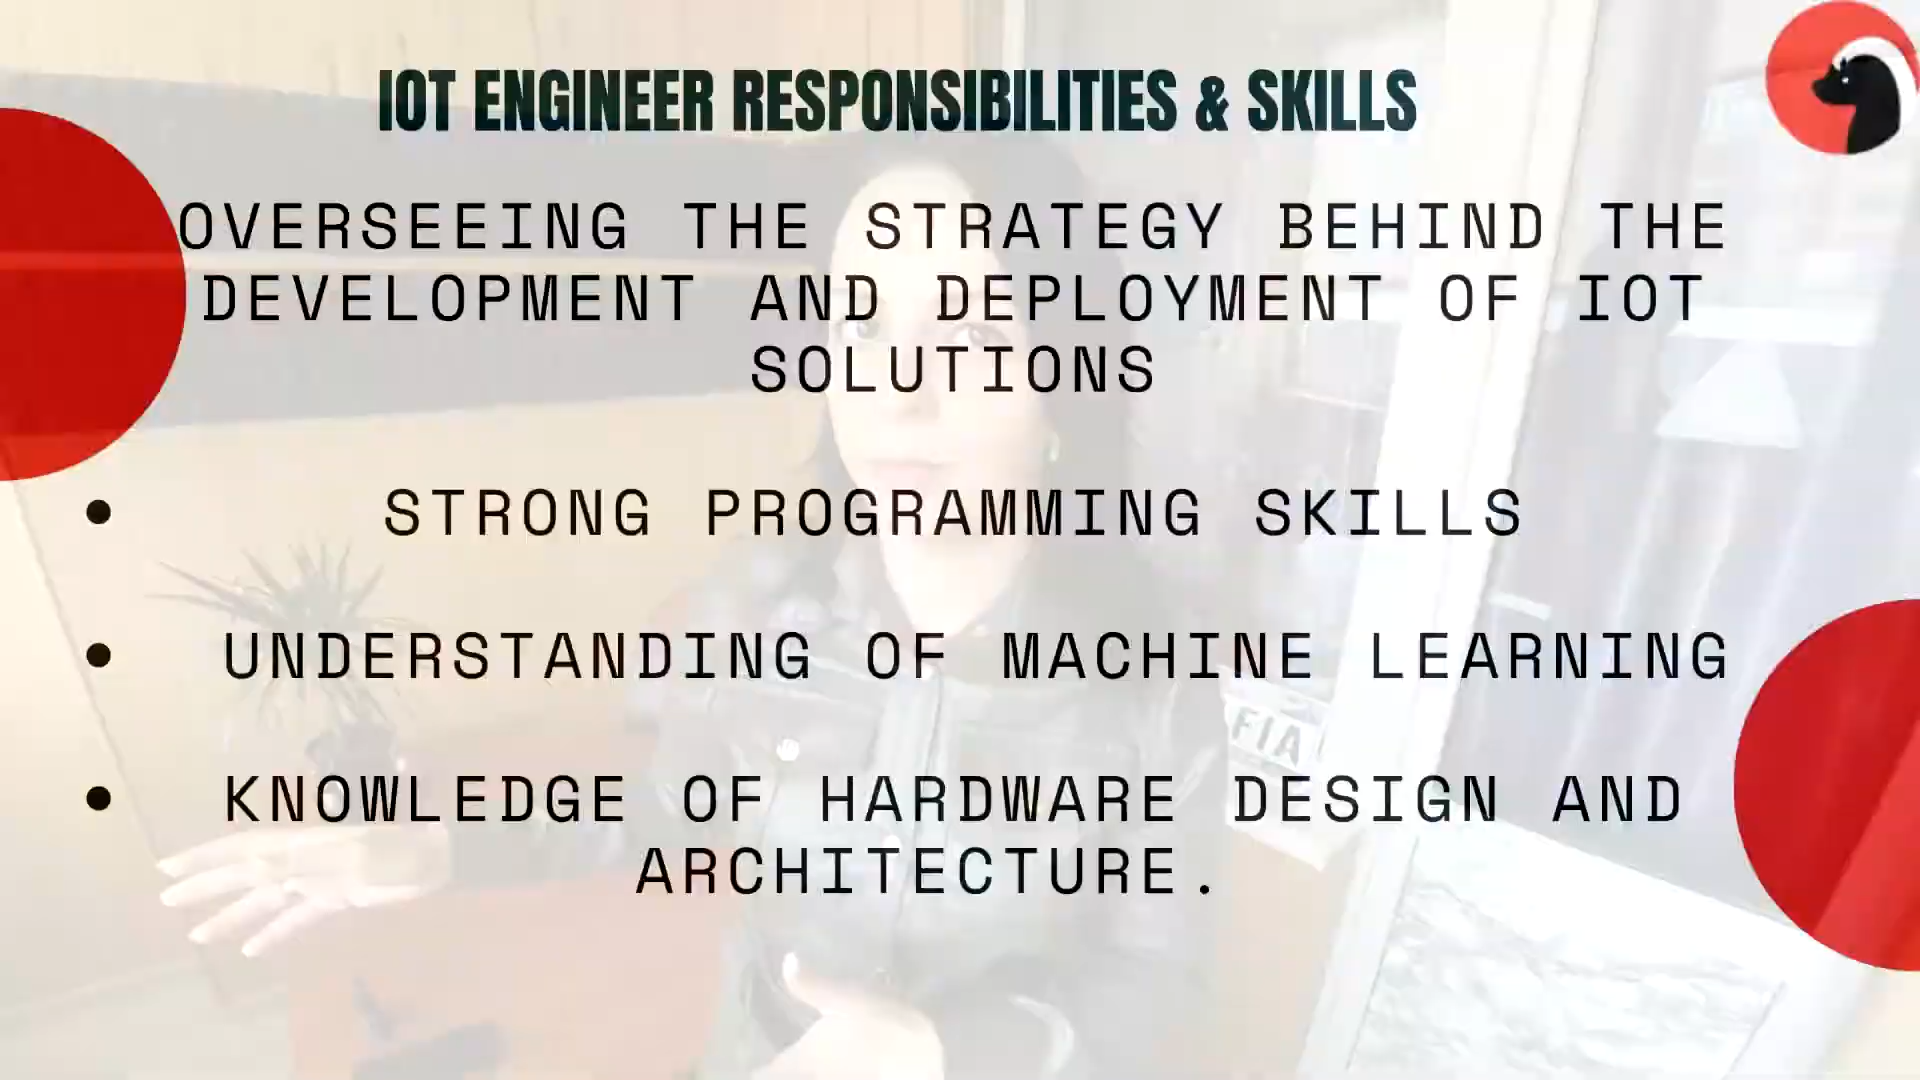 IOT ENGINEER RESPONSIBILITIES & SKILLS
OVERSEEING THE STRATEGY BEHIND THE
DEVELOPMENT AND DEPLOYMENT OF IOT
SOLUTIONS
• STRONG PROGRAMMING SKILLS
• UNDERSTANDING OF MACHINE LEARNING
FIA
• KNOWLEDGE OF HARDWARE DESIGN AND
ARCHITECTURE.